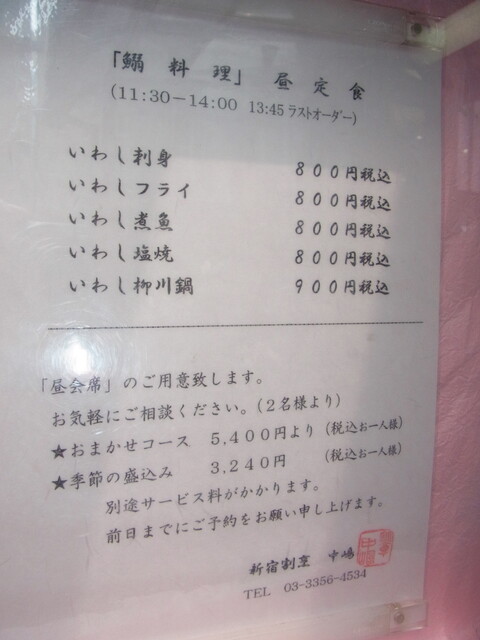 「鰯 料 理」 昼 定 食
(11:30－14:00 13:45 ラストオーダー)
いわし刺身 800円税込
いわしフライ 800円税込
いわし煮魚 800円税込
いわし塩焼 800円税込
いわし柳川鍋 900円税込
「昼会席」のご用意致します。
お気軽にご相談ください。(2名様より)
★おまかせコース 5,400円より (税込お一人様)
★季節の盛込み 3,240円 (税込お一人様)
別途サービス料がかかります。
前日までにご予約をお願い申し上げます。
新宿割烹 中嶋
TEL 03-3356-4534